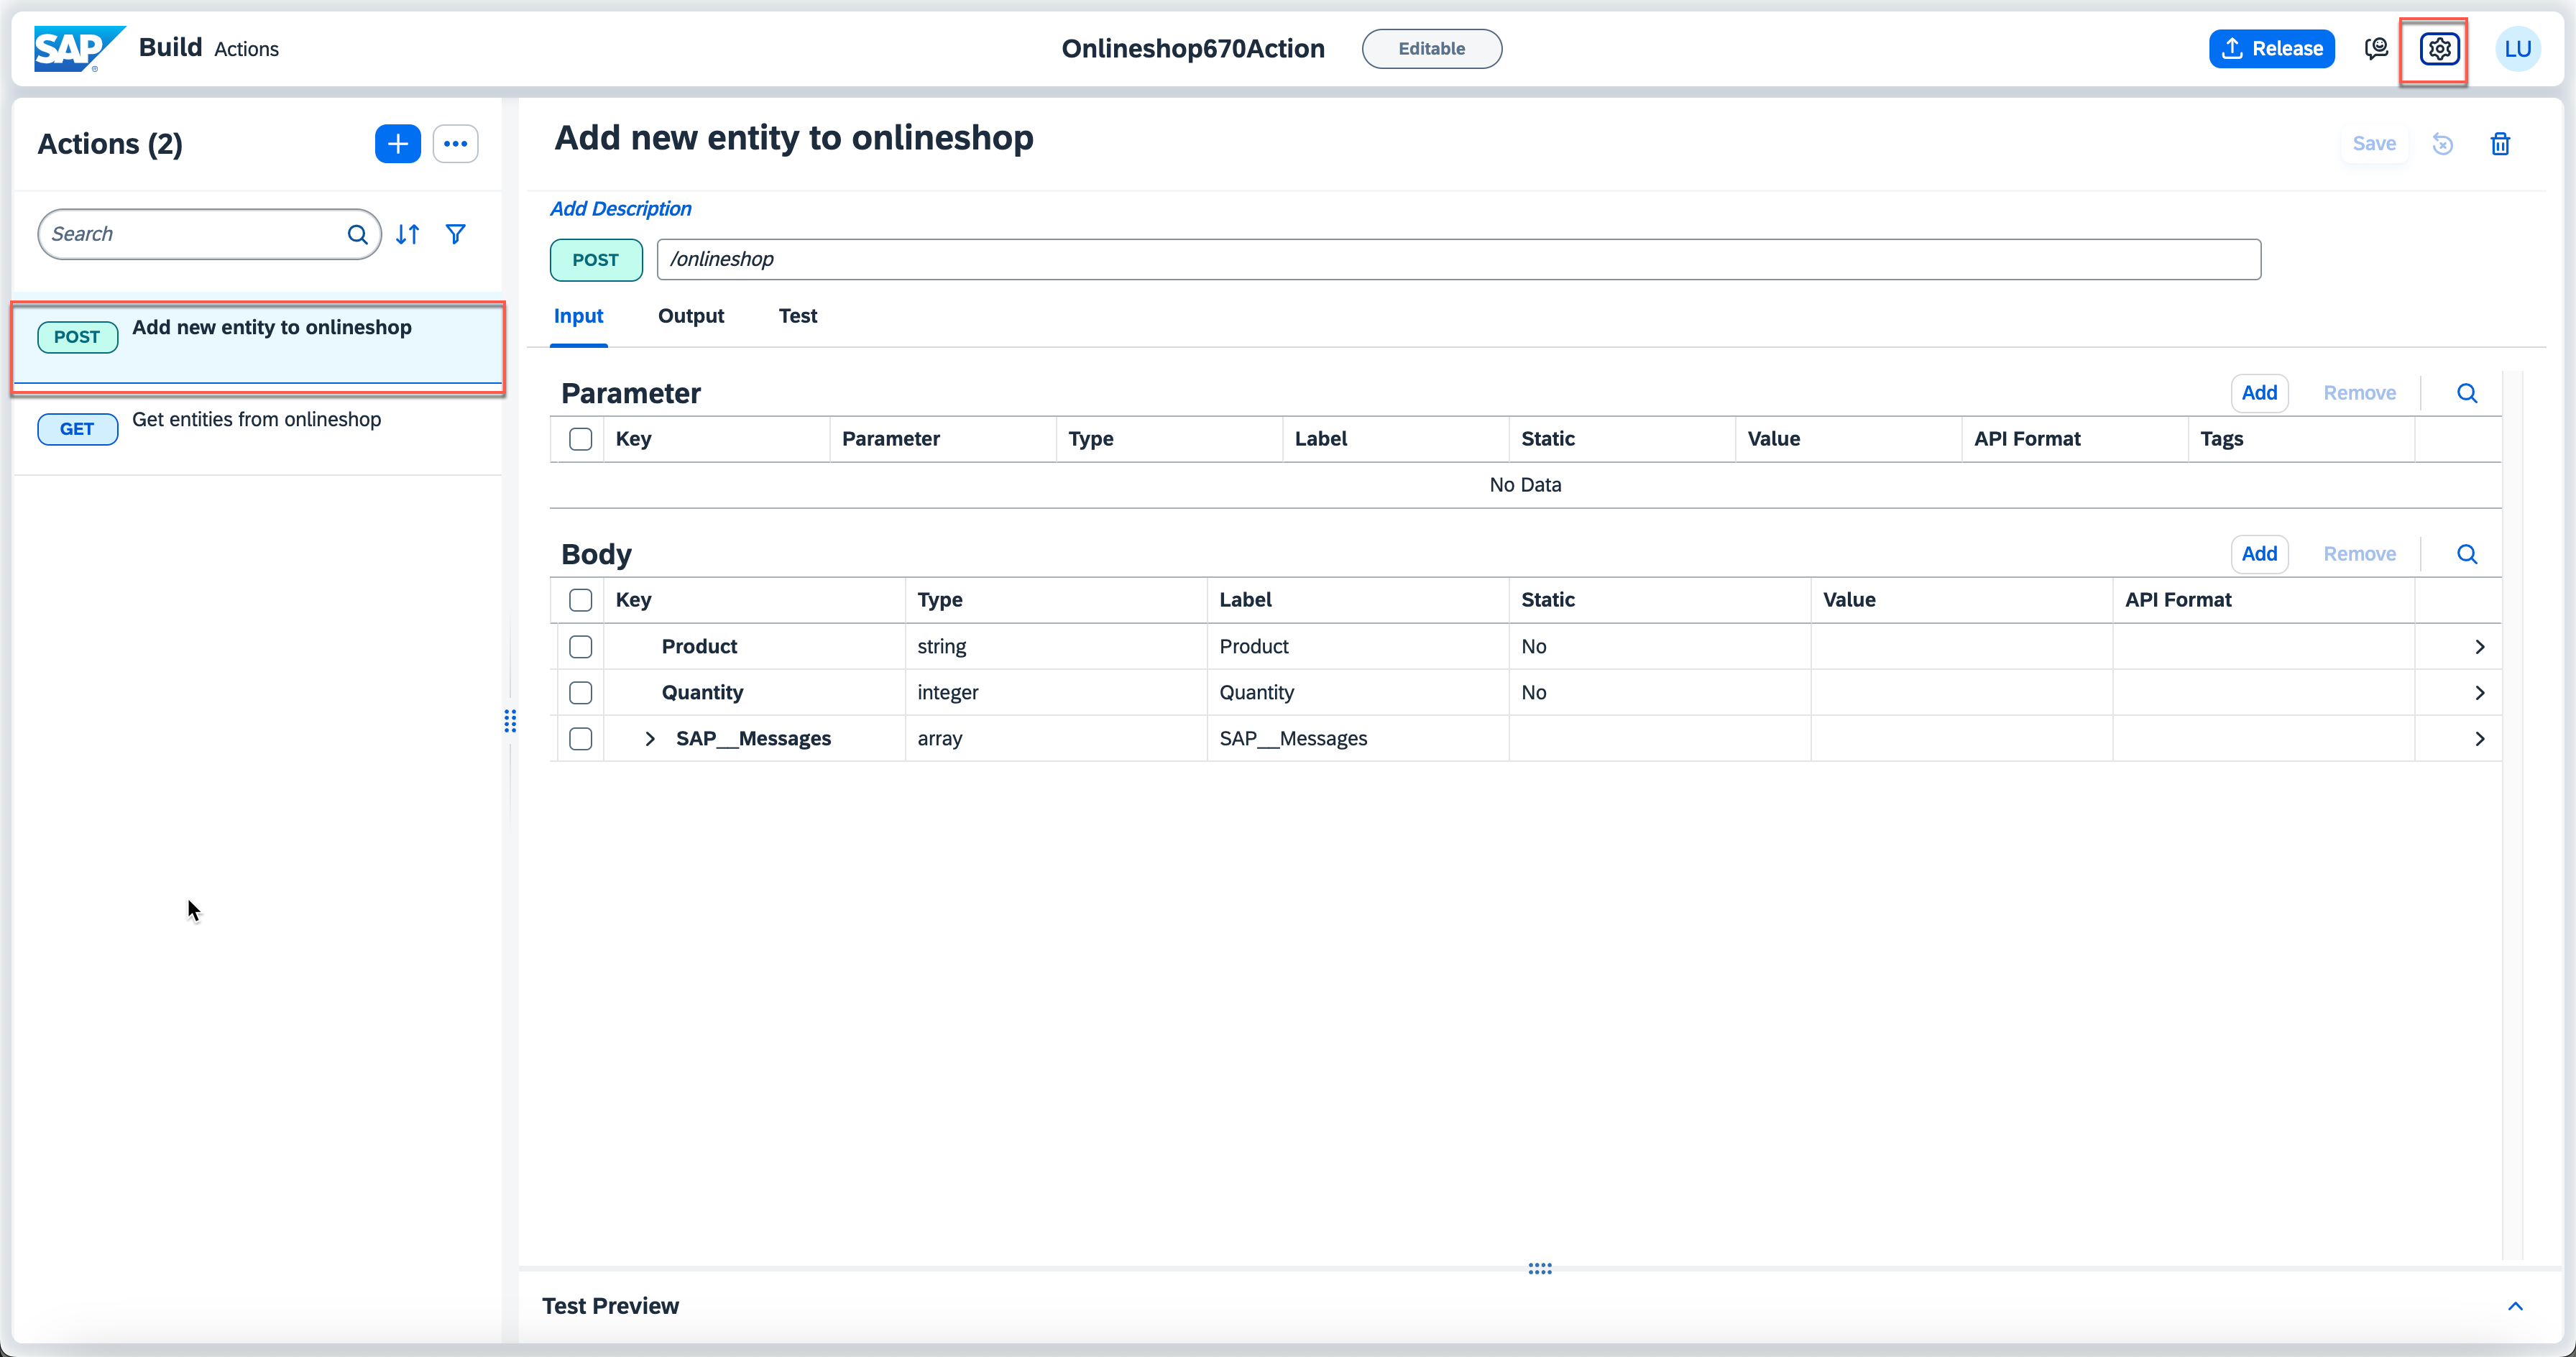 SAP Build Actions
Onlineshop670Action Editable
Release
LU
Actions (2)
Search
POST Add new entity to onlineshop
GET Get entities from onlineshop
Add new entity to onlineshop
Save
Add Description
POST /onlineshop
Input Output Test
Parameter Add Remove
Key Parameter Type Label Static Value API Format Tags
No Data
Body Add Remove
Key Type Label Static Value API Format
Product string Product No
Quantity integer Quantity No
SAP__Messages array SAP__Messages
Test Preview